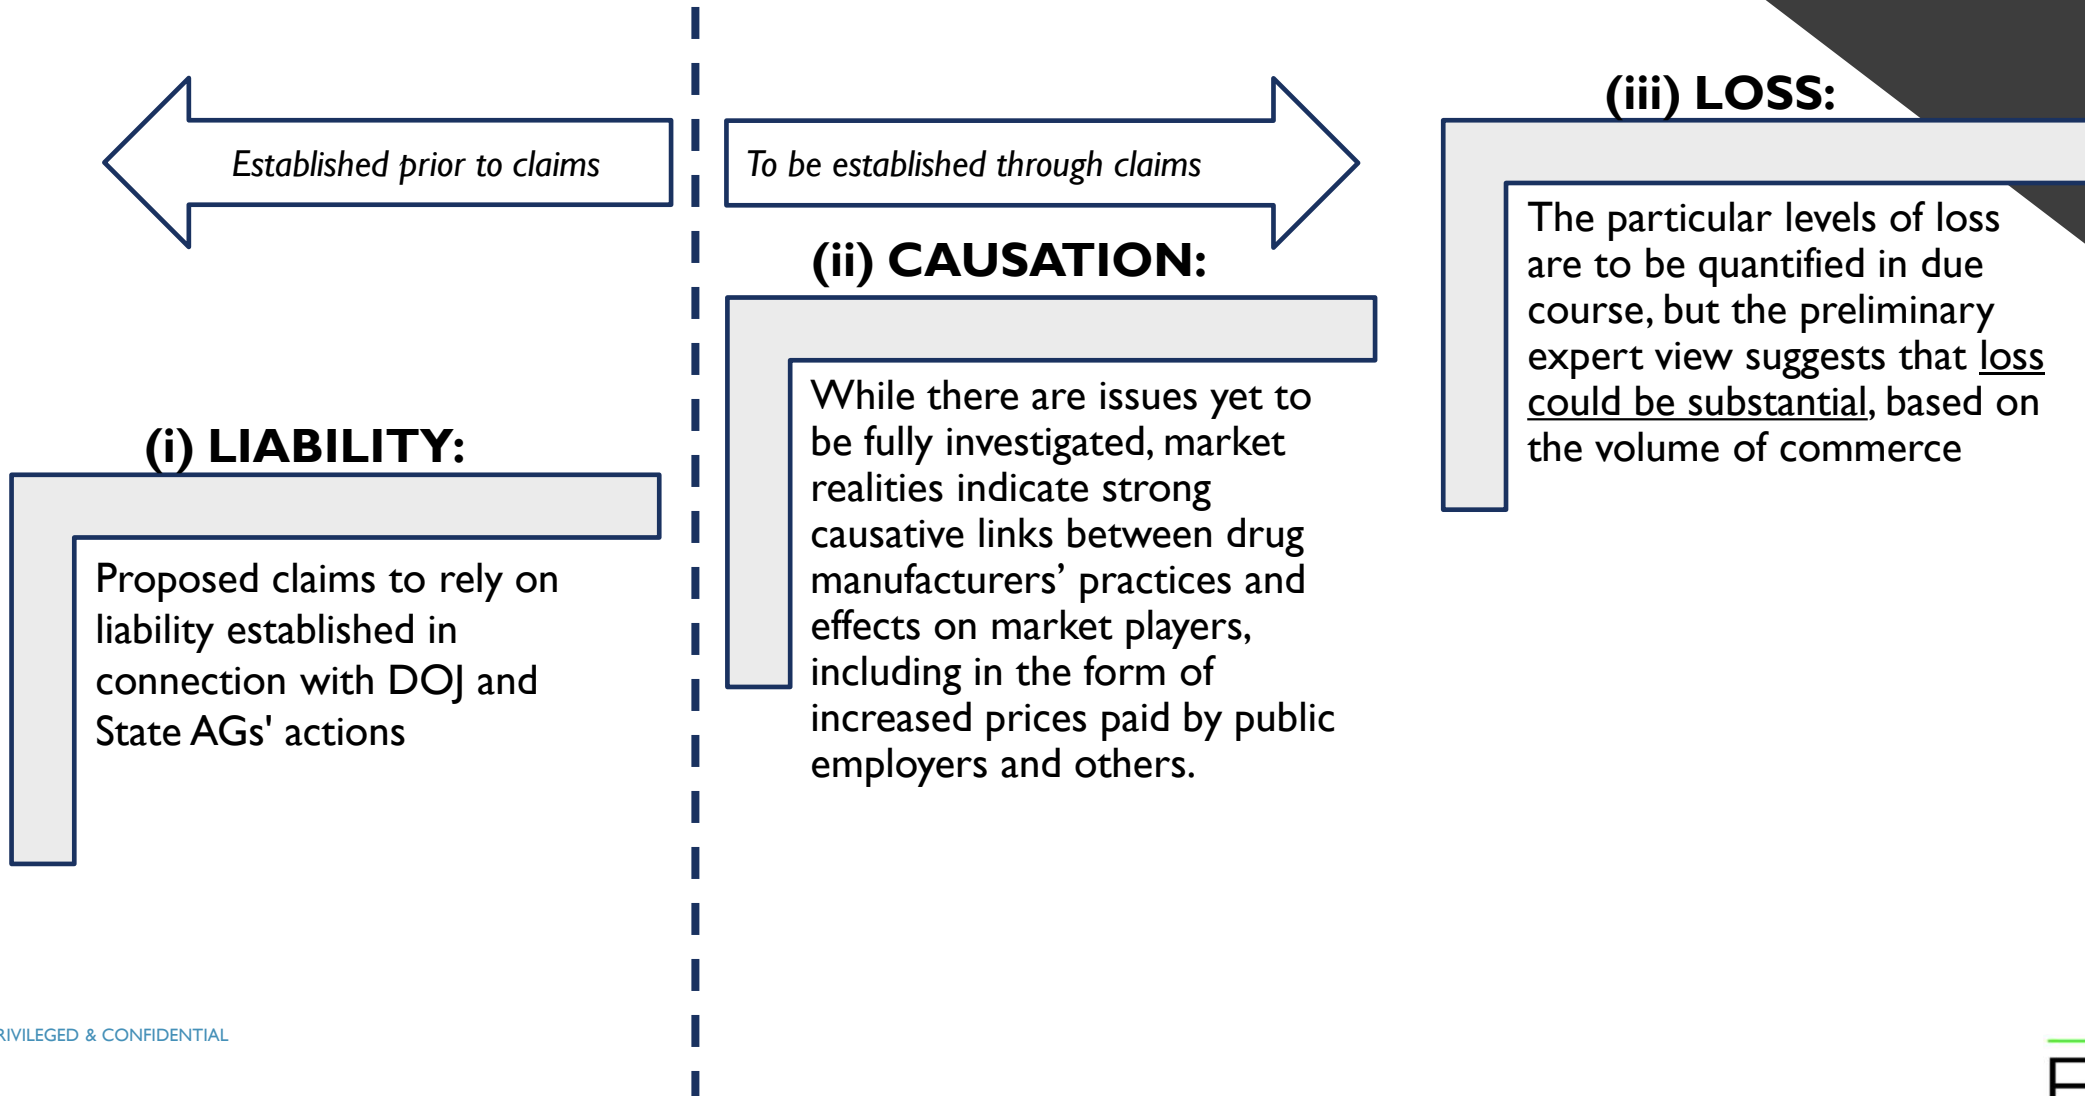 Established prior to claims
To be established through claims
(i) LIABILITY:
Proposed claims to rely on
liability established in
connection with DOJ and
State AGs' actions
(ii) CAUSATION:
While there are issues yet to
be fully investigated, market
realities indicate strong
causative links between drug
manufacturers’ practices and
effects on market players,
including in the form of
increased prices paid by public
employers and others.
(iii) LOSS:
The particular levels of loss
are to be quantified in due
course, but the preliminary
expert view suggests that loss
could be substantial, based on
the volume of commerce
RIVILEGED & CONFIDENTIAL